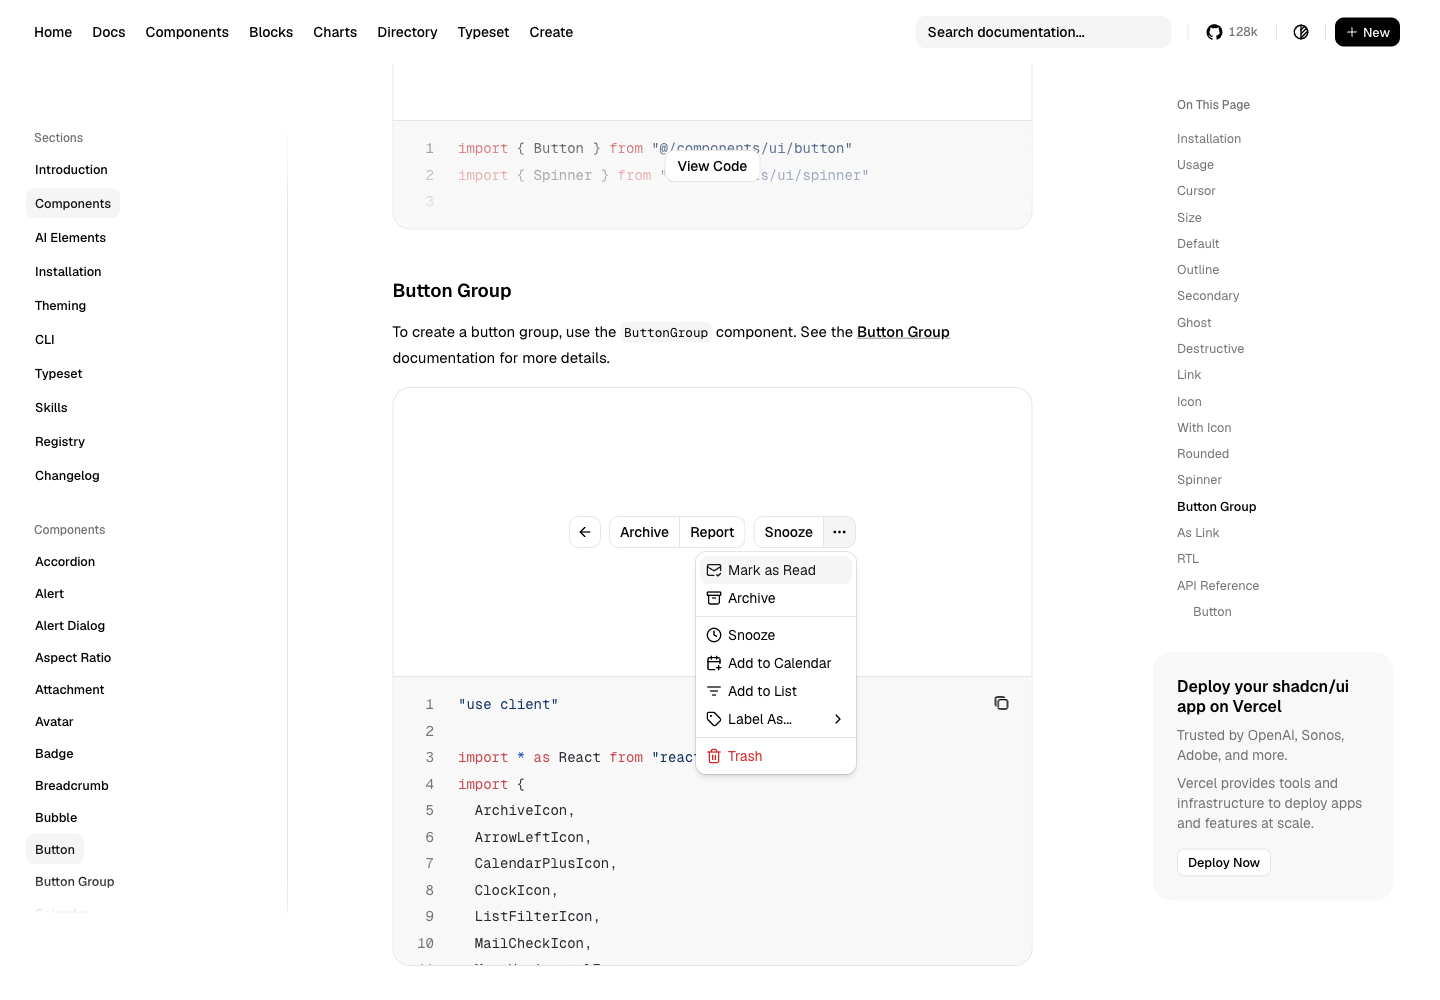 Home Docs Components Blocks Charts Directory Typeset Create
Search documentation...
128k
New
Sections
Introduction
Components
AI Elements
Installation
Theming
CLI
Typeset
Skills
Registry
Changelog
Components
Accordion
Alert
Alert Dialog
Aspect Ratio
Attachment
Avatar
Badge
Breadcrumb
Bubble
Button
Button Group
1 import { Button } from "@/components/ui/button"
View Code
2 import { Spinner } from "s/ui/spinner"
3
Button Group
To create a button group, use the ButtonGroup component. See the Button Group
documentation for more details.
Archive Report Snooze
Mark as Read
Archive
Snooze
Add to Calendar
Add to List
Label As...
Trash
1 "use client"
2
3 import * as React from "react
4 import {
5 ArchiveIcon,
6 ArrowLeftIcon,
7 CalendarPlusIcon,
8 ClockIcon,
9 ListFilterIcon,
10 MailCheckIcon,
On This Page
Installation
Usage
Cursor
Size
Default
Outline
Secondary
Ghost
Destructive
Link
Icon
With Icon
Rounded
Spinner
Button Group
As Link
RTL
API Reference
Button
Deploy your shadcn/ui
app on Vercel
Trusted by OpenAI, Sonos,
Adobe, and more.
Vercel provides tools and
infrastructure to deploy apps
and features at scale.
Deploy Now